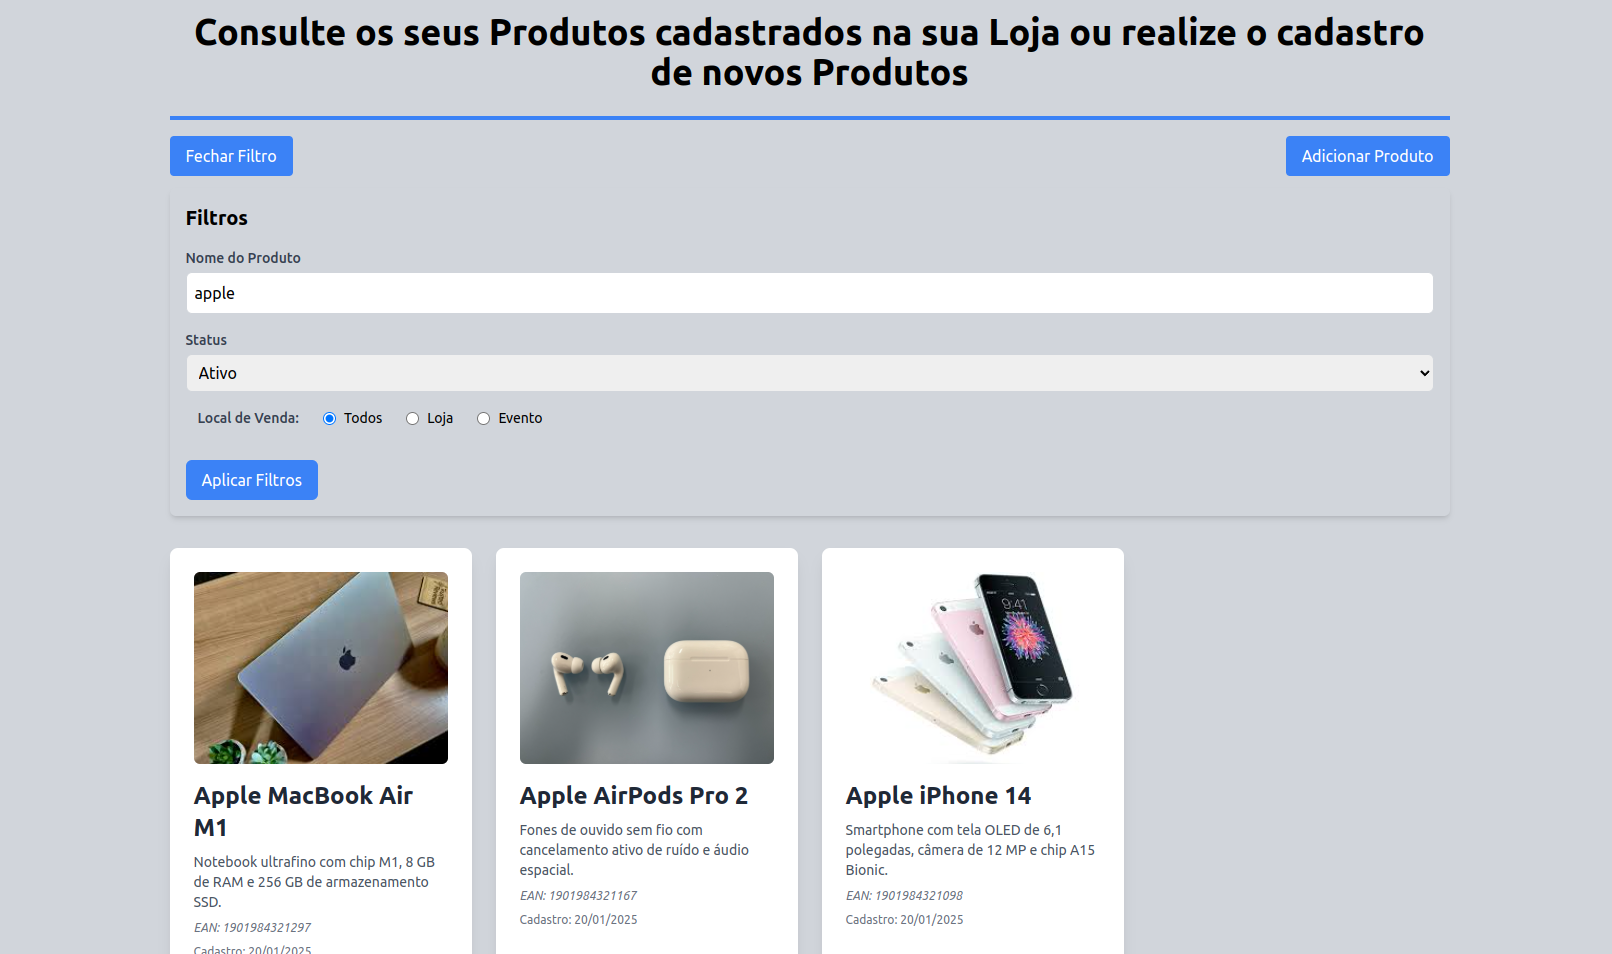 Consulte os seus Produtos cadastrados na sua Loja ou realize o cadastro
de novos Produtos
Fechar Filtro
Adicionar Produto
Filtros
Nome do Produto
apple
Status
Ativo
Local de Venda:
Todos
Loja
Evento
Aplicar Filtros
9:41
Apple MacBook Air
M1
Notebook ultrafino com chip M1, 8 GB
de RAM e 256 GB de armazenamento
SSD.
EAN: 1901984321297
Cadastro: 20/01/2025
Apple AirPods Pro 2
Fones de ouvido sem fio com
cancelamento ativo de ruído e áudio
espacial.
EAN: 1901984321167
Cadastro: 20/01/2025
Apple iPhone 14
Smartphone com tela OLED de 6,1
polegadas, câmera de 12 MP e chip A15
Bionic.
EAN: 1901984321098
Cadastro: 20/01/2025